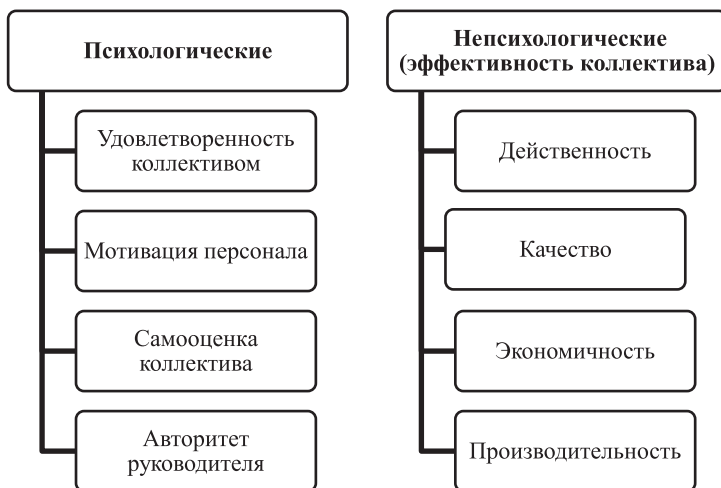 Психологические
Удовлетворенность
коллективом
Мотивация персонала
Самооценка
коллектива
Авторитет
руководителя
Непсихологические
(эффективность коллектива)
Действенность
Качество
Экономичность
Производительность